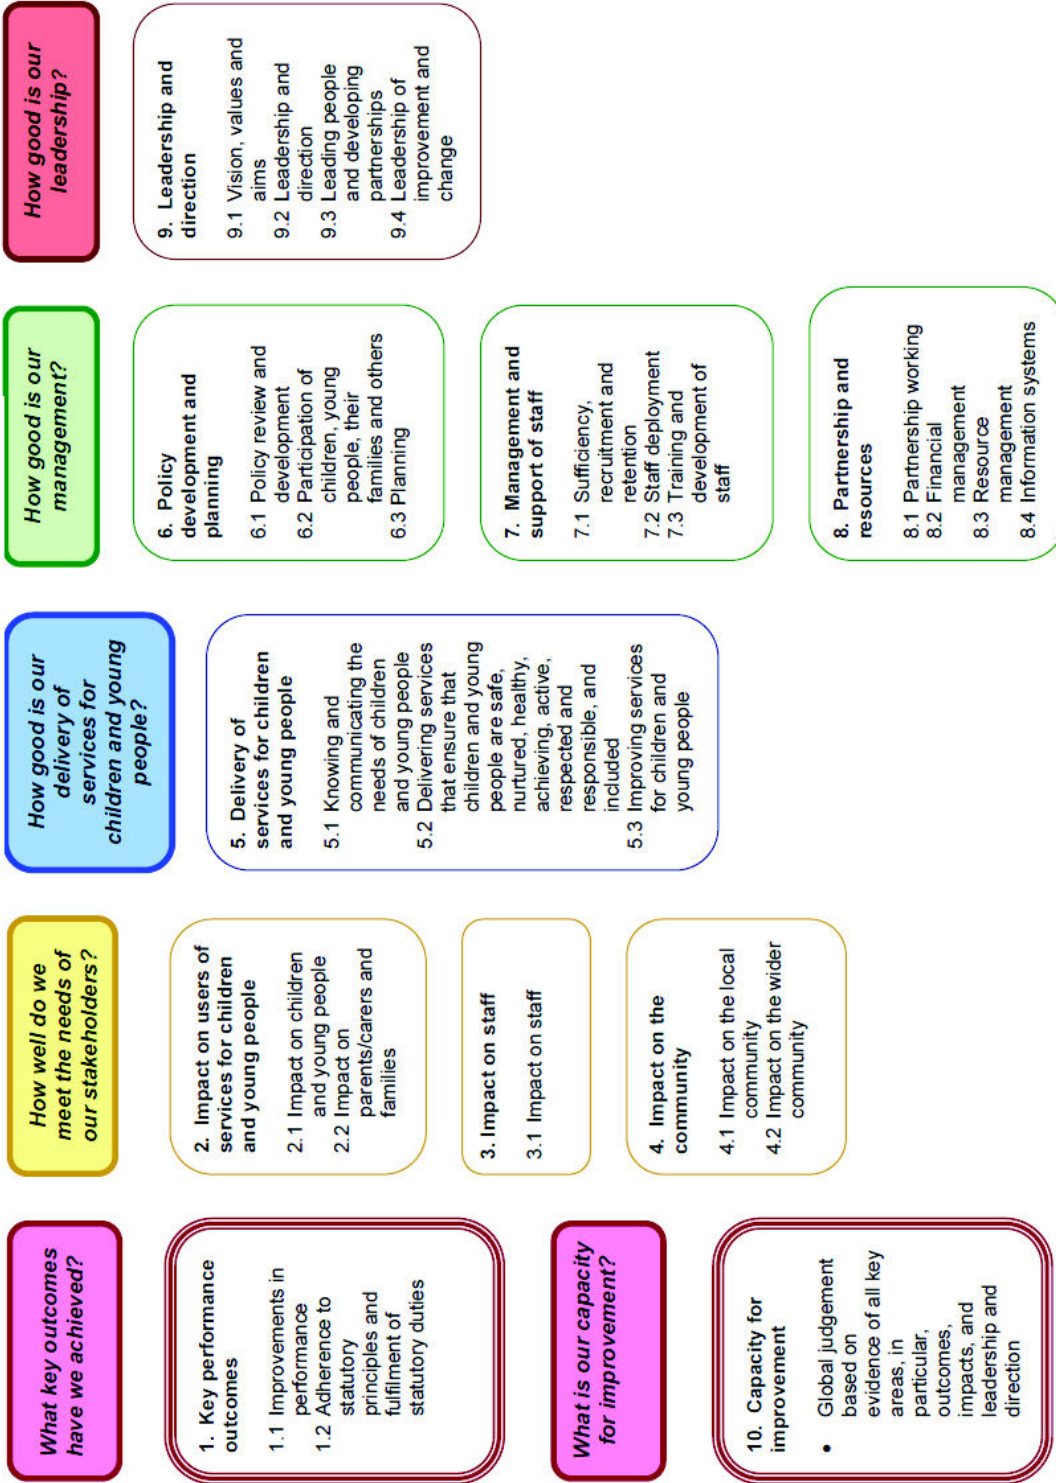 What key outcomes
have we achieved?
1. Key performance
outcomes
1.1 Improvements in
performance
1.2 Adherence to
statutory
principles and
fulfilment of
statutory duties
What is our capacity
for improvement?
10. Capacity for
improvement
• Global judgement
based on
evidence of all key
areas, in
particular,
outcomes,
impacts, and
leadership and
direction
How well do we
meet the needs of
our stakeholders?
2. Impact on users of
services for children
and young people
2.1 Impact on children
and young people
2.2 Impact on
parents/carers and
families
3. Impact on staff
3.1 Impact on staff
4. Impact on the
community
4.1 Impact on the local
community
4.2 Impact on the wider
community
How good is our
delivery of
services for
children and young
people?
5. Delivery of
services for children
and young people
5.1 Knowing and
communicating the
needs of children
and young people
5.2 Delivering services
that ensure that
children and young
people are safe,
nurtured, healthy,
achieving, active,
respected and
responsible, and
included
5.3 Improving services
for children and
young people
How good is our
management?
6. Policy
development and
planning
6.1 Policy review and
development
6.2 Participation of
children, young
people, their
families and others
6.3 Planning
7. Management and
support of staff
7.1 Sufficiency,
recruitment and
retention
7.2 Staff deployment
7.3 Training and
development of
staff
8. Partnership and
resources
8.1 Partnership working
8.2 Financial
management
8.3 Resource
management
8.4 Information systems
How good is our
leadership?
9. Leadership and
direction
9.1 Vision, values and
aims
9.2 Leadership and
direction
9.3 Leading people
and developing
partnerships
9.4 Leadership of
improvement and
change